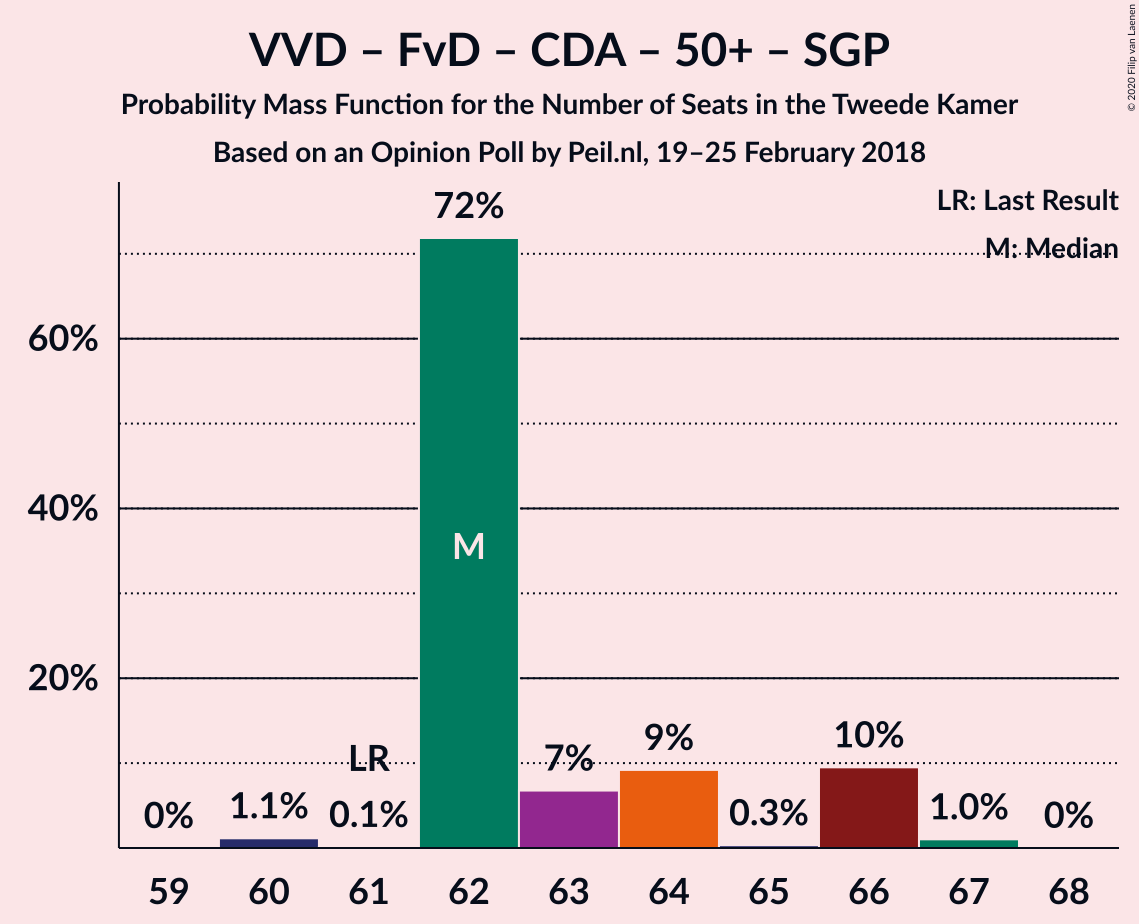 VVD – FvD – CDA – 50+ – SGP
Probability Mass Function for the Number of Seats in the Tweede Kamer
Based on an Opinion Poll by Peil.nl, 19–25 February 2018
© 2020 Filip van Laenen
LR: Last Result
M: Median
60%
40%
20%
0%
1.1%
LR
0.1%
72%
M
7%
9%
0.3%
10%
1.0%
0%
59 60 61 62 63 64 65 66 67 68